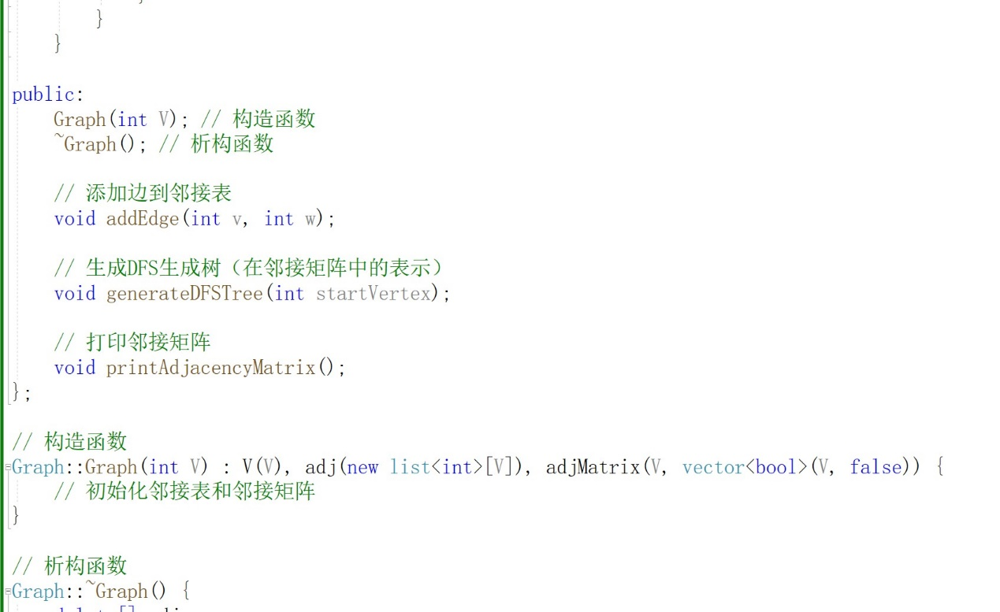 }
}
public:
Graph(int V); // 构造函数
~Graph(); // 析构函数
// 添加边到邻接表
void addEdge(int v, int w);
// 生成DFS生成树（在邻接矩阵中的表示）
void generateDFSTree(int startVertex);
// 打印邻接矩阵
void printAdjacencyMatrix();
};
// 构造函数
Graph::Graph(int V) : V(V), adj(new list<int>[V]), adjMatrix(V, vector<bool>(V, false)) {
// 初始化邻接表和邻接矩阵
}
// 析构函数
Graph::~Graph() {